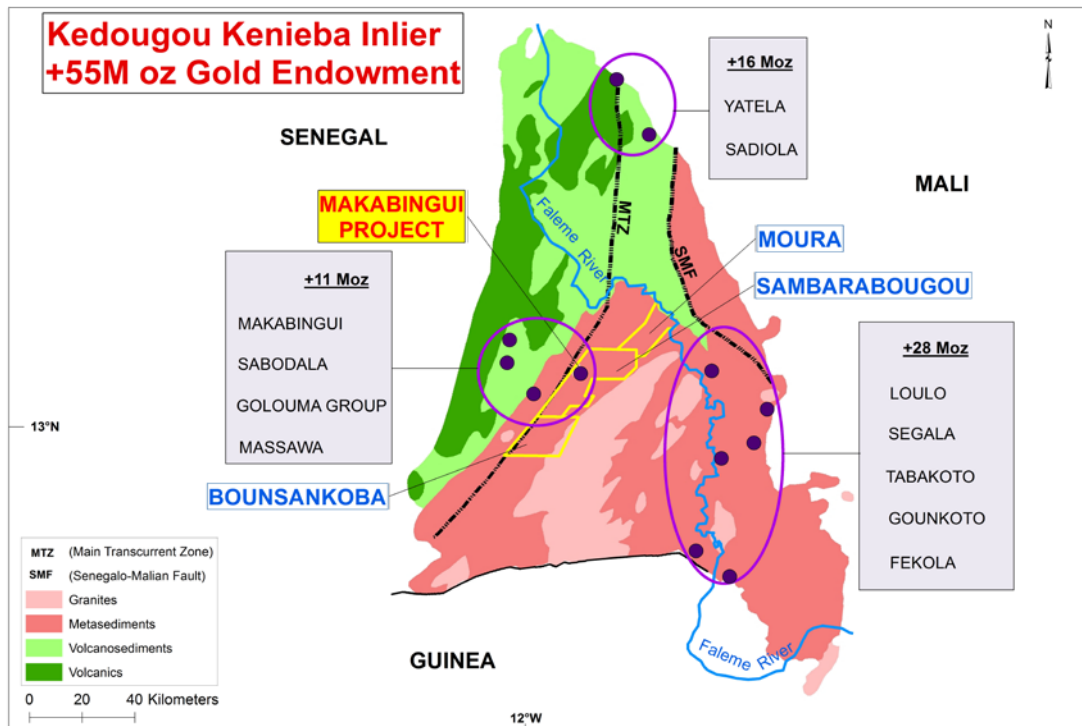 Kedougou Kenieba Inlier
+55M oz Gold Endowment
N
+16 Moz
YATELA
SADIOLA
SENEGAL
MALI
MAKABINGUI
PROJECT
Faleme River
MTZ
SMF
MOURA
SAMBARABOUGOU
+11 Moz
MAKABINGUI
SABODALA
GOLOUMA GROUP
MASSAWA
+28 Moz
LOULO
SEGALA
TABAKOTO
GOUNKOTO
FEKOLA
13°N
BOUNSANKOBA
MTZ (Main Transcurrent Zone)
SMF (Senegalo-Malian Fault)
Granites
Metasediments
Volcanosediments
Volcanics
0 20 40 Kilometers
GUINEA
Faleme River
12°W